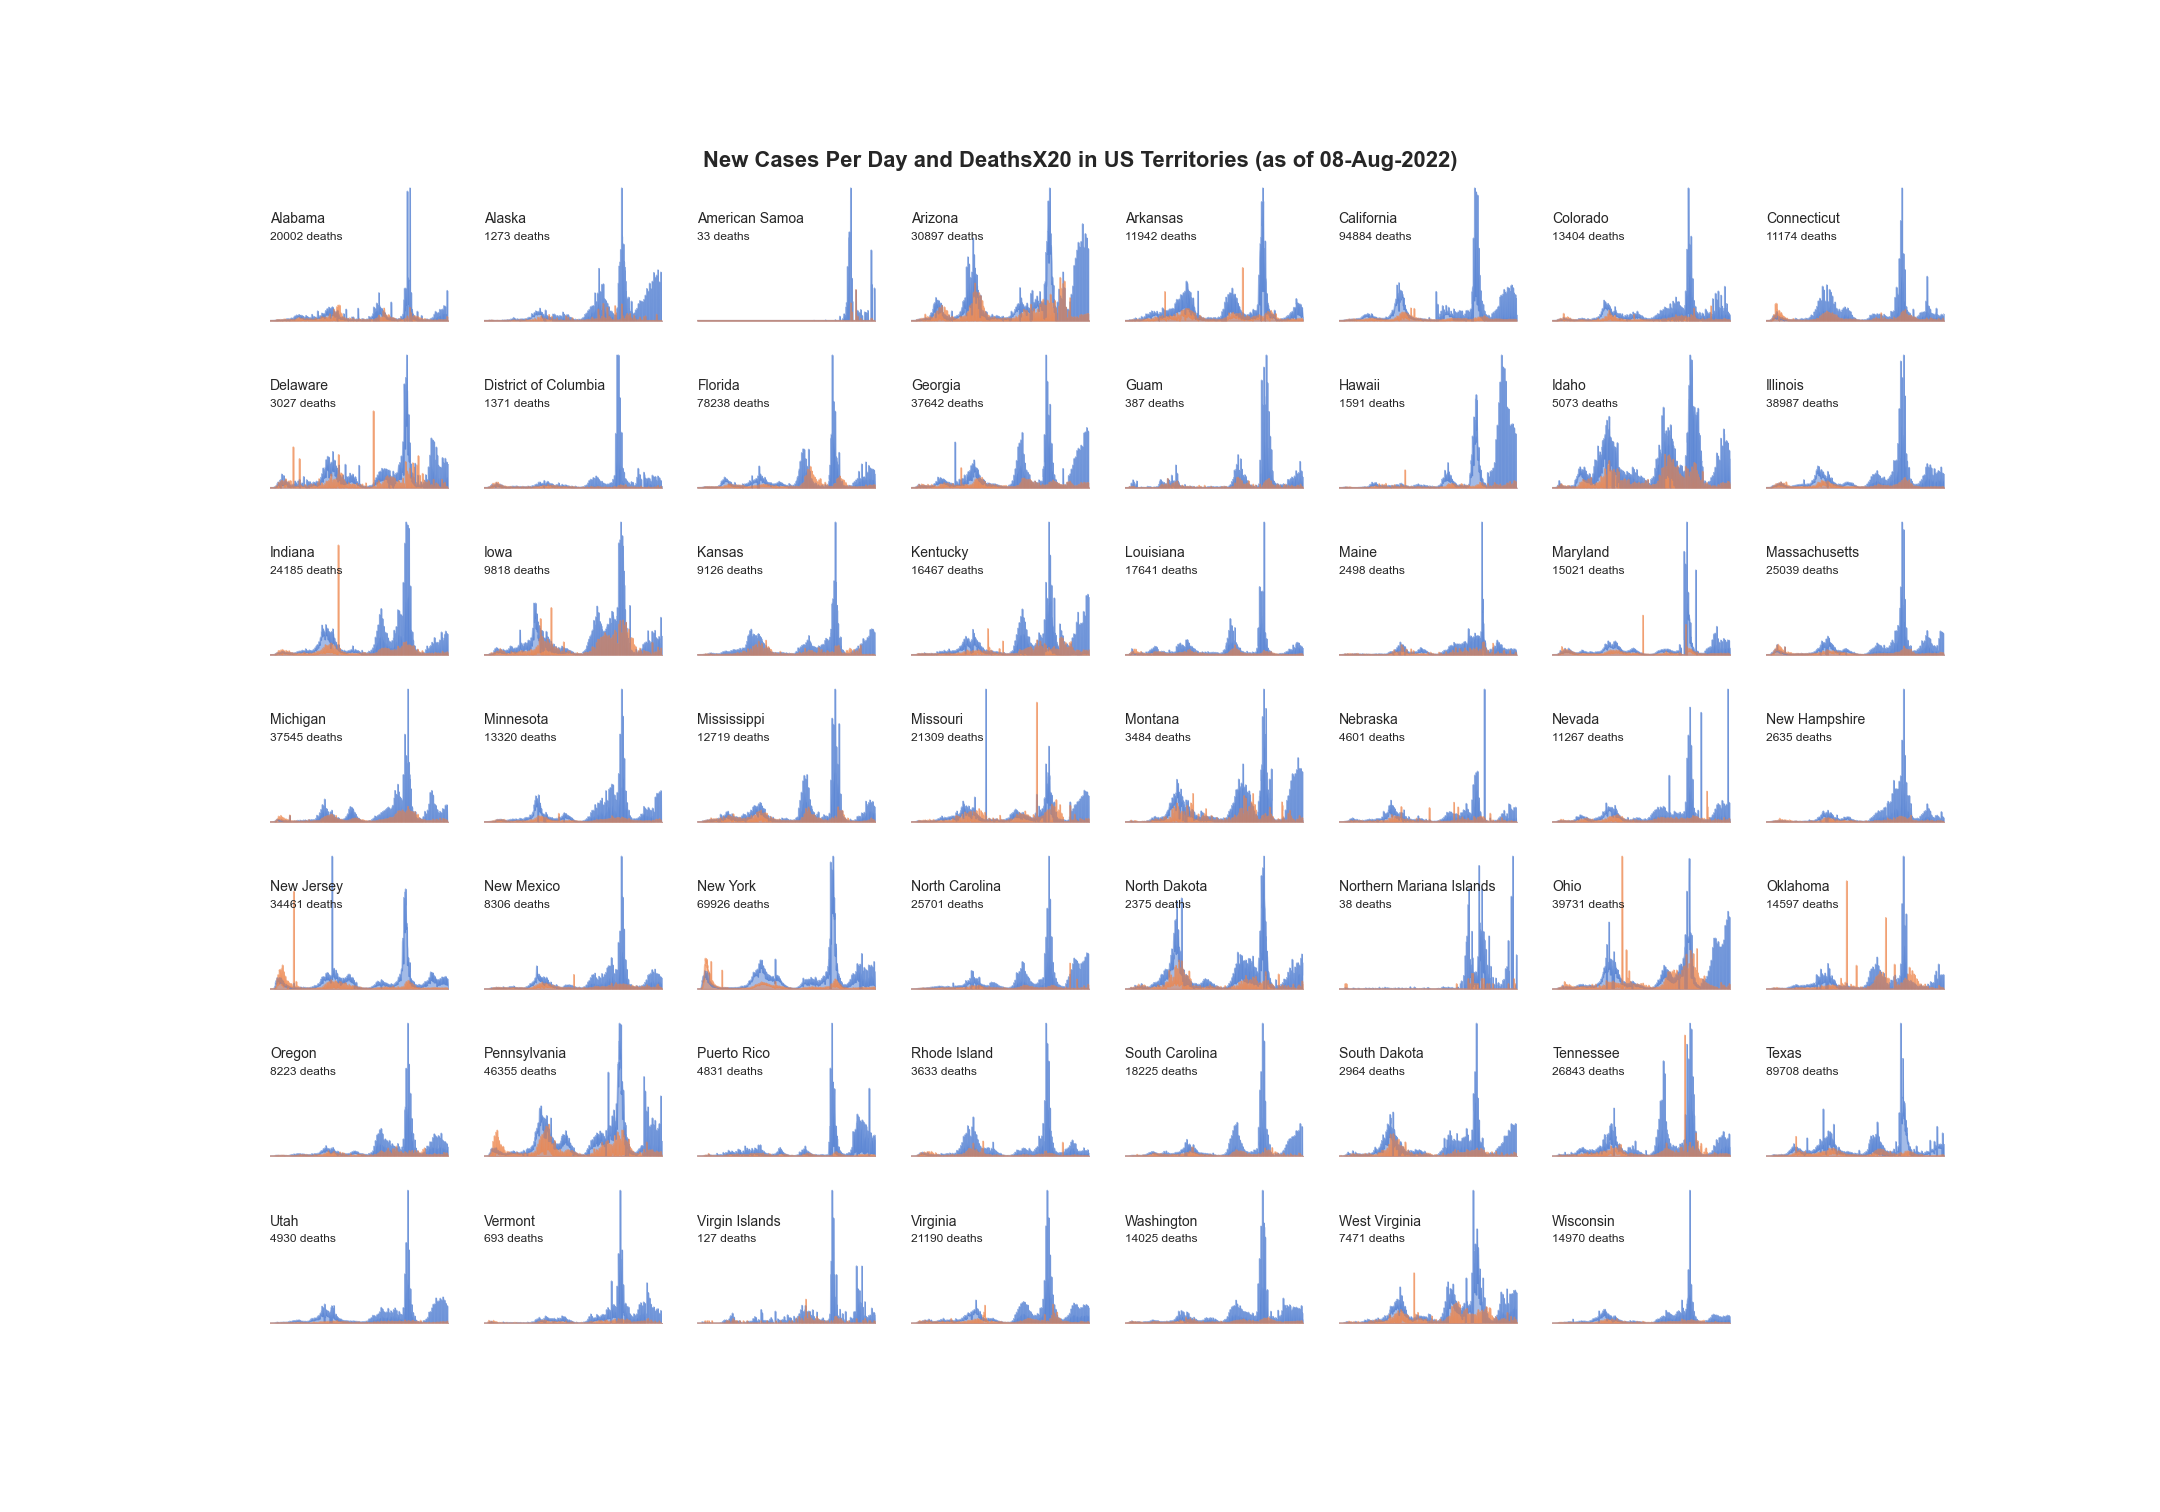 New Cases Per Day and DeathsX20 in US Territories (as of 08-Aug-2022)
Alabama
20002 deaths
Alaska
1273 deaths
American Samoa
33 deaths
Arizona
30897 deaths
Arkansas
11942 deaths
California
94884 deaths
Colorado
13404 deaths
Connecticut
11174 deaths
Delaware
3027 deaths
District of Columbia
1371 deaths
Florida
78238 deaths
Georgia
37642 deaths
Guam
387 deaths
Hawaii
1591 deaths
Idaho
5073 deaths
Illinois
38987 deaths
Indiana
24185 deaths
Iowa
9818 deaths
Kansas
9126 deaths
Kentucky
16467 deaths
Louisiana
17641 deaths
Maine
2498 deaths
Maryland
15021 deaths
Massachusetts
25039 deaths
Michigan
37545 deaths
Minnesota
13320 deaths
Mississippi
12719 deaths
Missouri
21309 deaths
Montana
3484 deaths
Nebraska
4601 deaths
Nevada
11267 deaths
New Hampshire
2635 deaths
New Jersey
34461 deaths
New Mexico
8306 deaths
New York
69926 deaths
North Carolina
25701 deaths
North Dakota
2375 deaths
Northern Mariana Islands
38 deaths
Ohio
39731 deaths
Oklahoma
14597 deaths
Oregon
8223 deaths
Pennsylvania
46355 deaths
Puerto Rico
4831 deaths
Rhode Island
3633 deaths
South Carolina
18225 deaths
South Dakota
2964 deaths
Tennessee
26843 deaths
Texas
89708 deaths
Utah
4930 deaths
Vermont
693 deaths
Virgin Islands
127 deaths
Virginia
21190 deaths
Washington
14025 deaths
West Virginia
7471 deaths
Wisconsin
14970 deaths